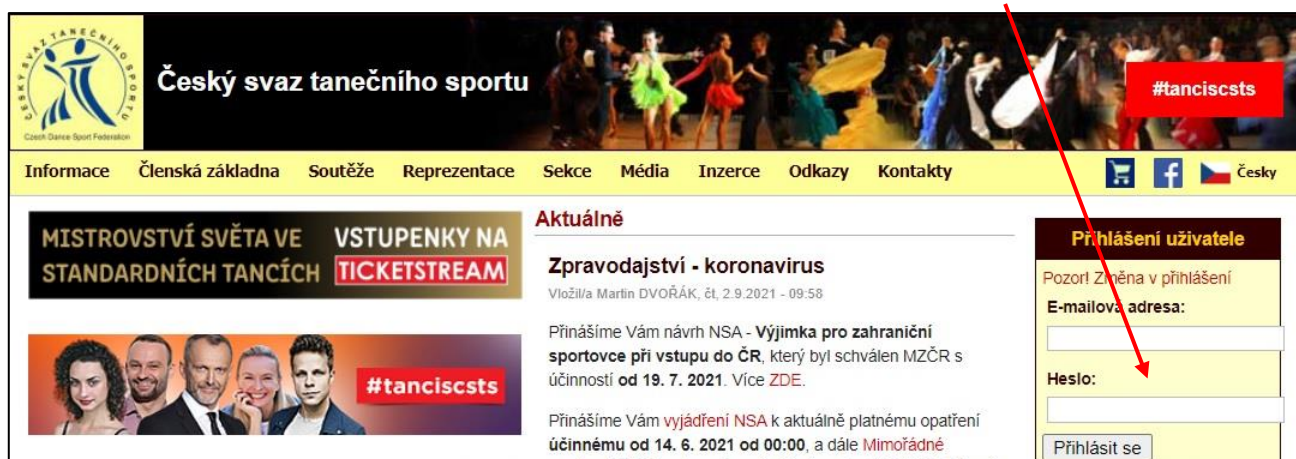 ČESKÝ SVAZ TANEČNÍHO SPORTU
Czech Dance Sport Federation
Český svaz tanečního sportu
#tanciscsts
Informace Členská základna Soutěže Reprezentace Sekce Média Inzerce Odkazy Kontakty Česky
MISTROVSTVÍ SVĚTA VE
STANDARDNÍCH TANCÍCH
VSTUPENKY NA
TICKETSTREAM
#tanciscsts
Aktuálně
Zpravodajství - koronavirus
Vložil/a Martin DVOŘÁK, čt, 2.9.2021 - 09:58
Přinášíme Vám návrh NSA - Výjimka pro zahraniční
sportovce při vstupu do ČR, který byl schválen MZČR s
účinností od 19. 7. 2021. Více ZDE.
Přinášíme Vám vyjádření NSA k aktuálně platnému opatření
účinnému od 14. 6. 2021 od 00:00, a dále Mimořádné
Přihlášení uživatele
Pozor! Změna v přihlášení
E-mailová adresa:
Heslo:
Přihlásit se